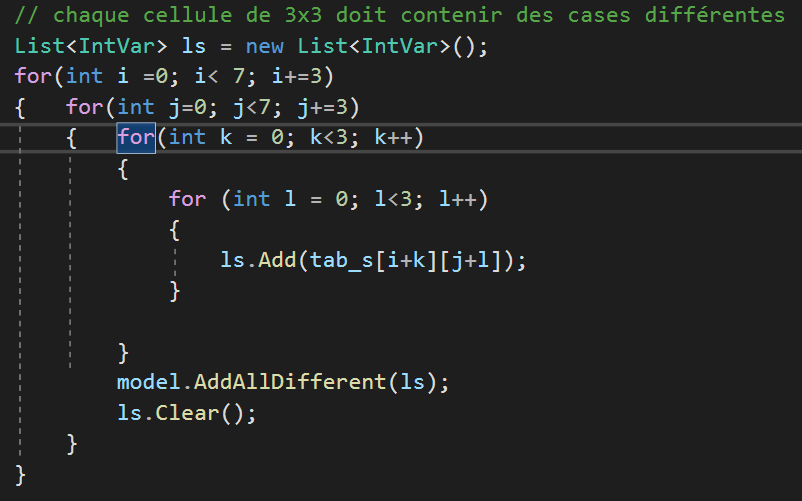 // chaque cellule de 3x3 doit contenir des cases différentes
List<IntVar> ls = new List<IntVar>();
for(int i =0; i< 7; i+=3)
{   for(int j=0; j<7; j+=3)
    {   for(int k = 0; k<3; k++)
        {
            for (int l = 0; l<3; l++)
            {
                ls.Add(tab_s[i+k][j+l]);
            }
        }
        model.AddAllDifferent(ls);
        ls.Clear();
    }
}